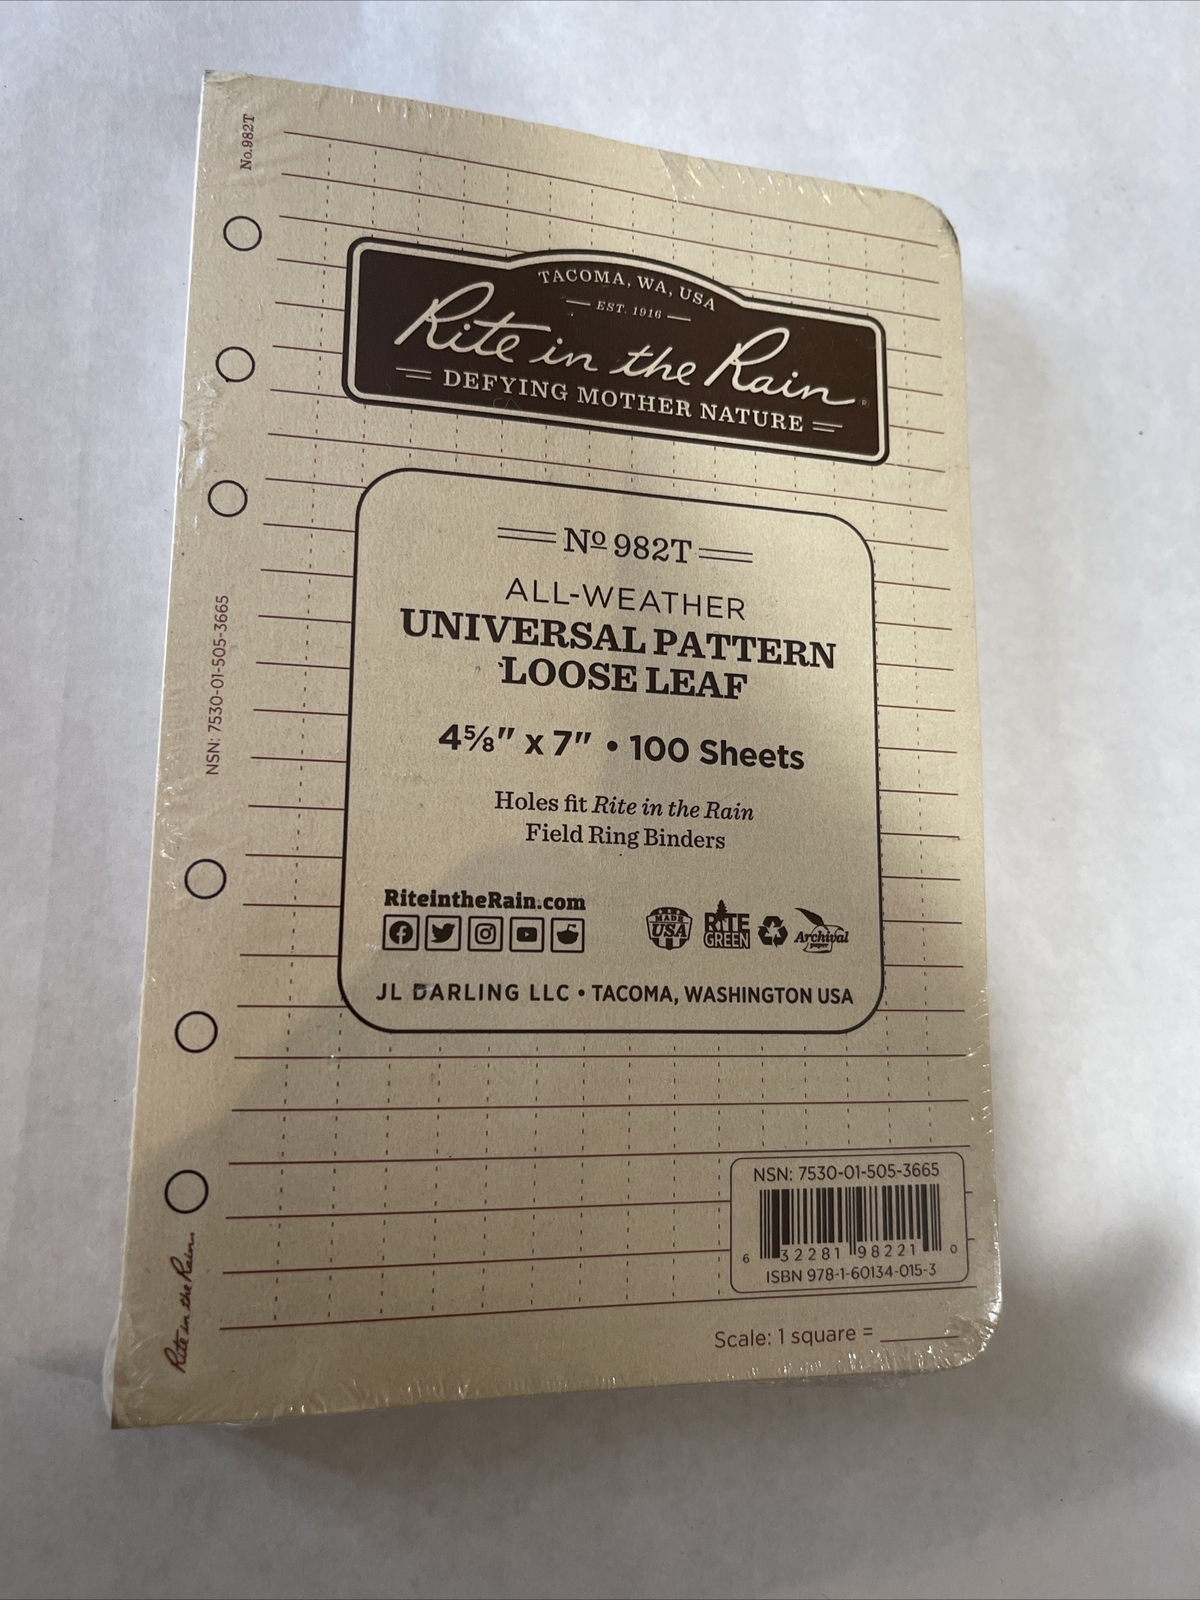 No.982T
TACOMA, WA, USA
EST. 1916
Rite in the Rain®
DEFYING MOTHER NATURE
Nº 982T
ALL-WEATHER
UNIVERSAL PATTERN
LOOSE LEAF
4⅝" x 7" • 100 Sheets
Holes fit Rite in the Rain
Field Ring Binders
NSN: 7530-01-505-3665
RiteintheRain.com
MADE
USA
RITE
GREEN
Archival
paper
JL DARLING LLC • TACOMA, WASHINGTON USA
NSN: 7530-01-505-3665
6 32281 98221 0
ISBN 978-1-60134-015-3
Rite in the Rain
Scale: 1 square = ______